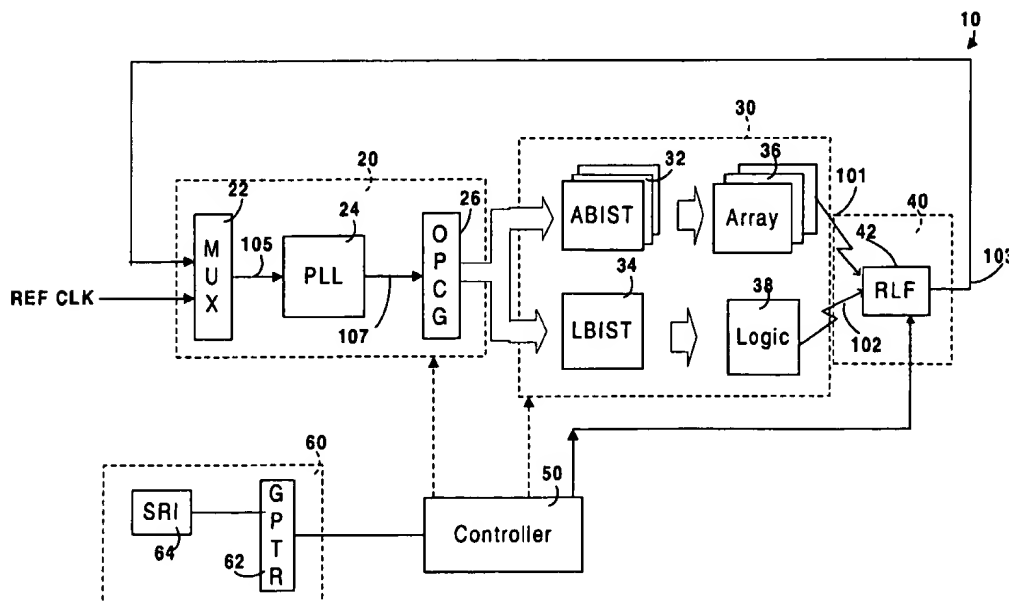 10
30
20
32
36
101
40
22
24
26
ABIST
Array
42
103
M
U
X
105
PLL
107
O
P
C
G
REF CLK
34
38
RLF
LBIST
Logic
102
60
50
SRI
64
G
P
T
R
62
Controller